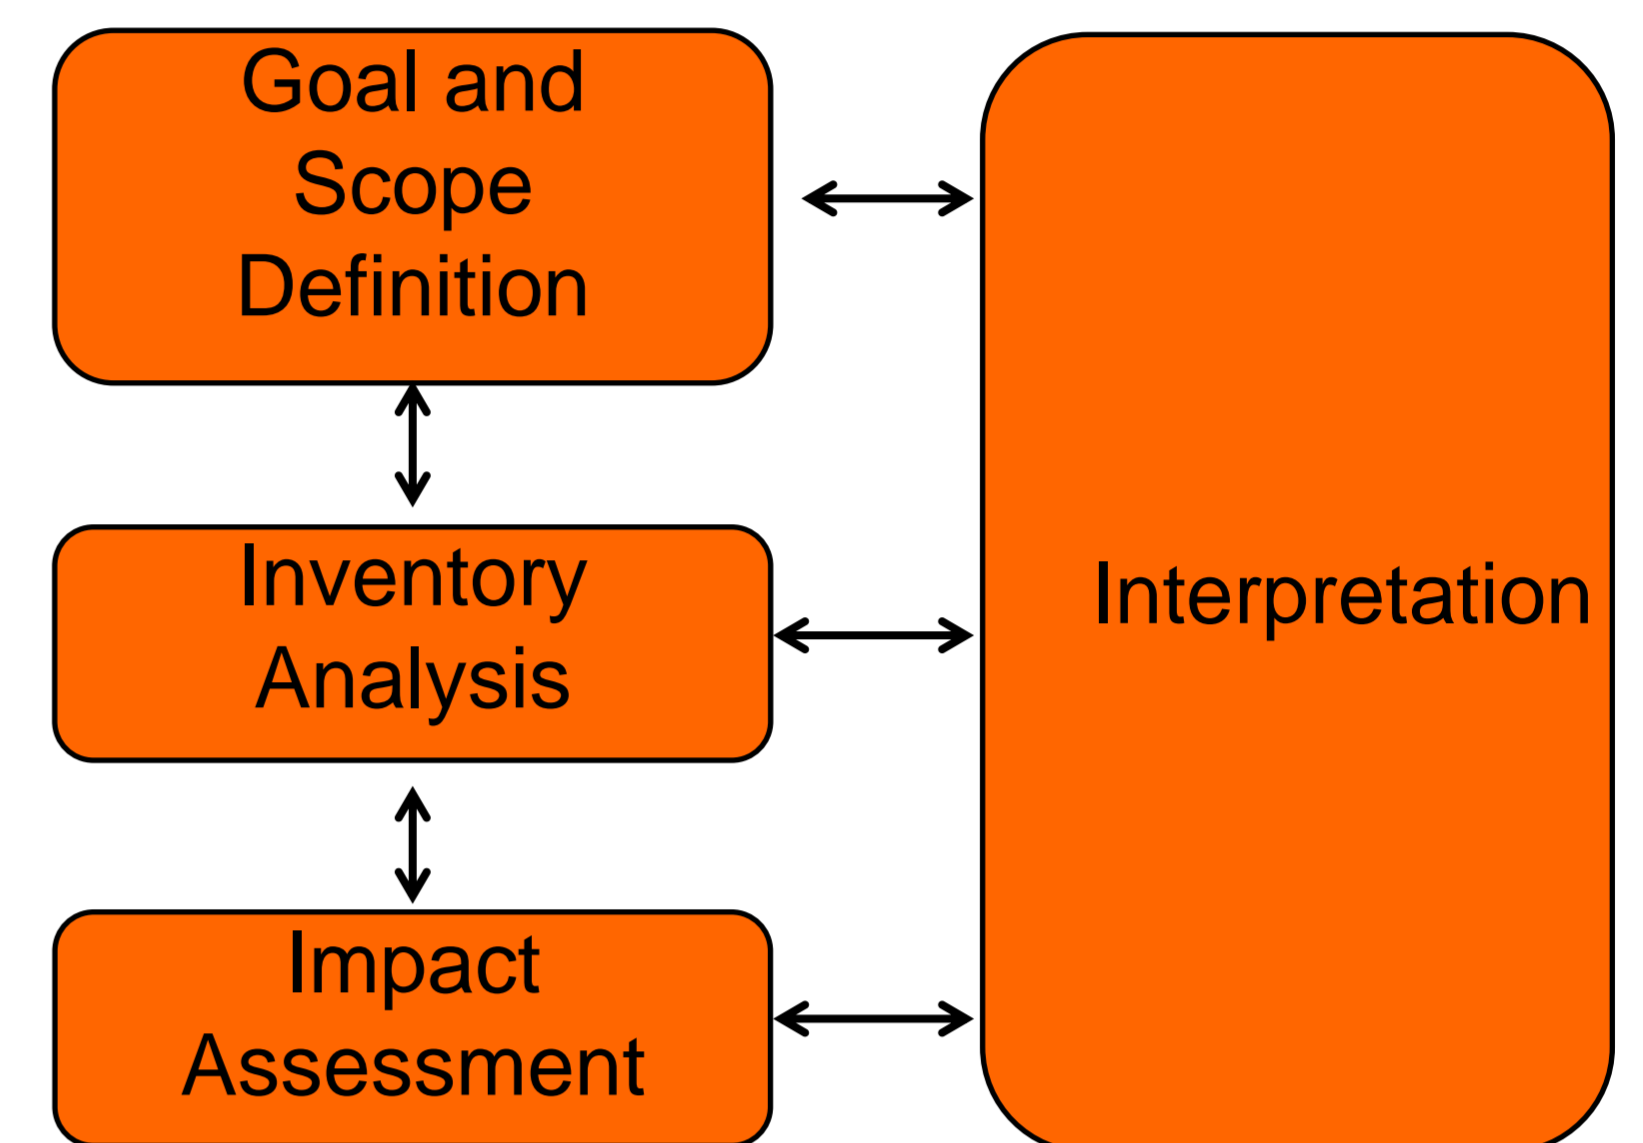 Goal and
Scope
Definition
Inventory
Analysis
Impact
Assessment
Interpretation